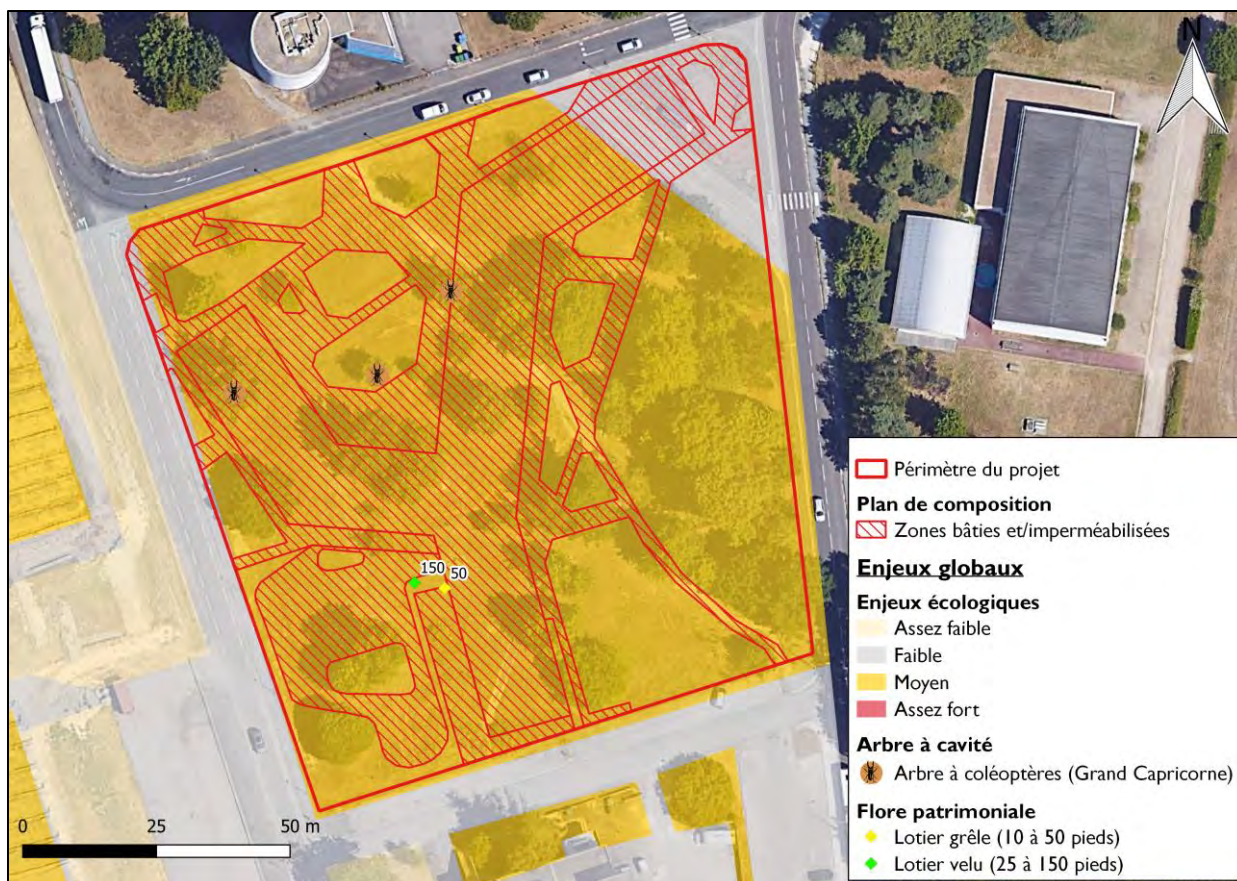 N
150
50
0 25 50 m
Périmètre du projet
Plan de composition
Zones bâties et/imperméabilisées
Enjeux globaux
Enjeux écologiques
Assez faible
Faible
Moyen
Assez fort
Arbre à cavité
Arbre à coléoptères (Grand Capricorne)
Flore patrimoniale
Lotier grêle (10 à 50 pieds)
Lotier velu (25 à 150 pieds)